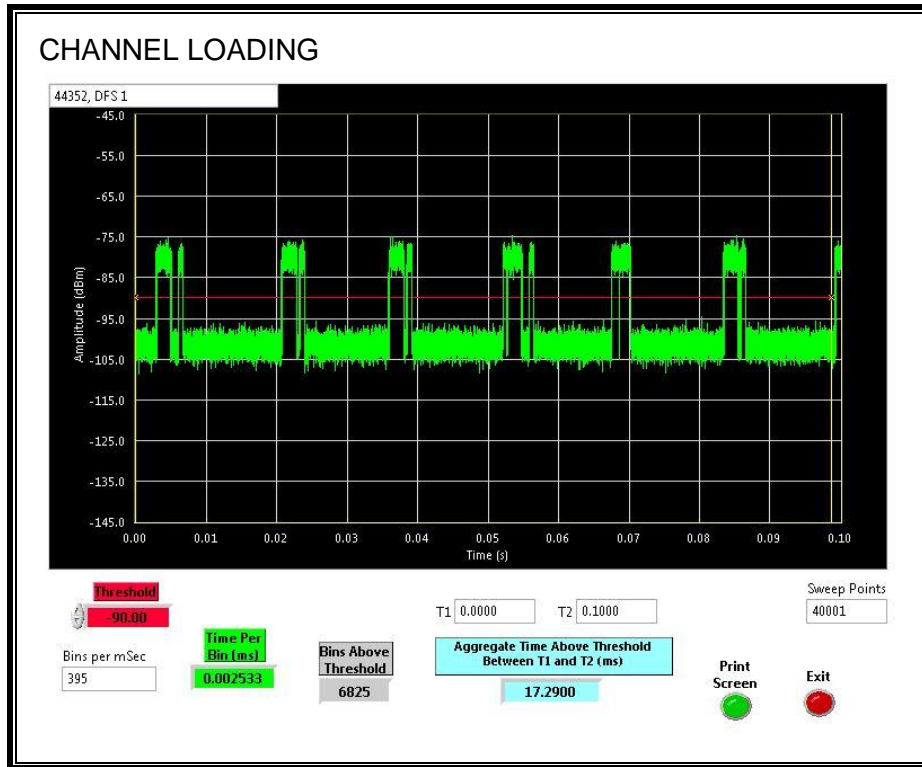 CHANNEL LOADING
44352, DFS 1
-45.0
-55.0
-65.0
-75.0
-85.0
-95.0
-105.0
-115.0
-125.0
-135.0
-145.0
Amplitude (dBm)
0.00 0.01 0.02 0.03 0.04 0.05 0.06 0.07 0.08 0.09 0.10
Time (s)
Threshold
-90.00
Bins per mSec
395
Time Per
Bin (ms)
0.002533
Bins Above
Threshold
6825
T1 0.0000 T2 0.1000
Aggregate Time Above Threshold
Between T1 and T2 (ms)
17.2900
Sweep Points
40001
Print
Screen
Exit